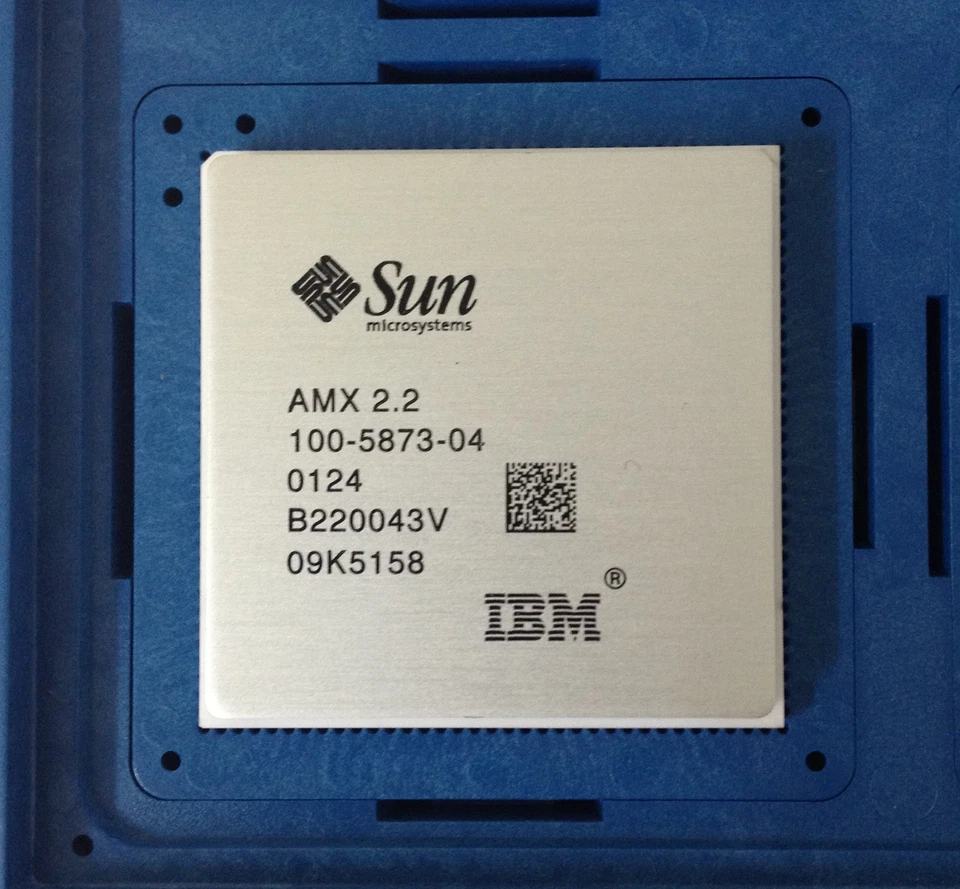 Sun
microsystems
AMX 2.2
100-5873-04
0124
B220043V
09K5158
IBM®